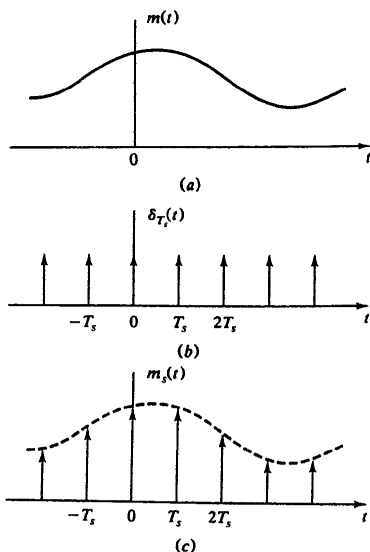 m(t)
0
t
(a)
δ_{T_s}(t)
−T_s 0 T_s 2T_s t
(b)
m_s(t)
−T_s 0 T_s 2T_s t
(c)